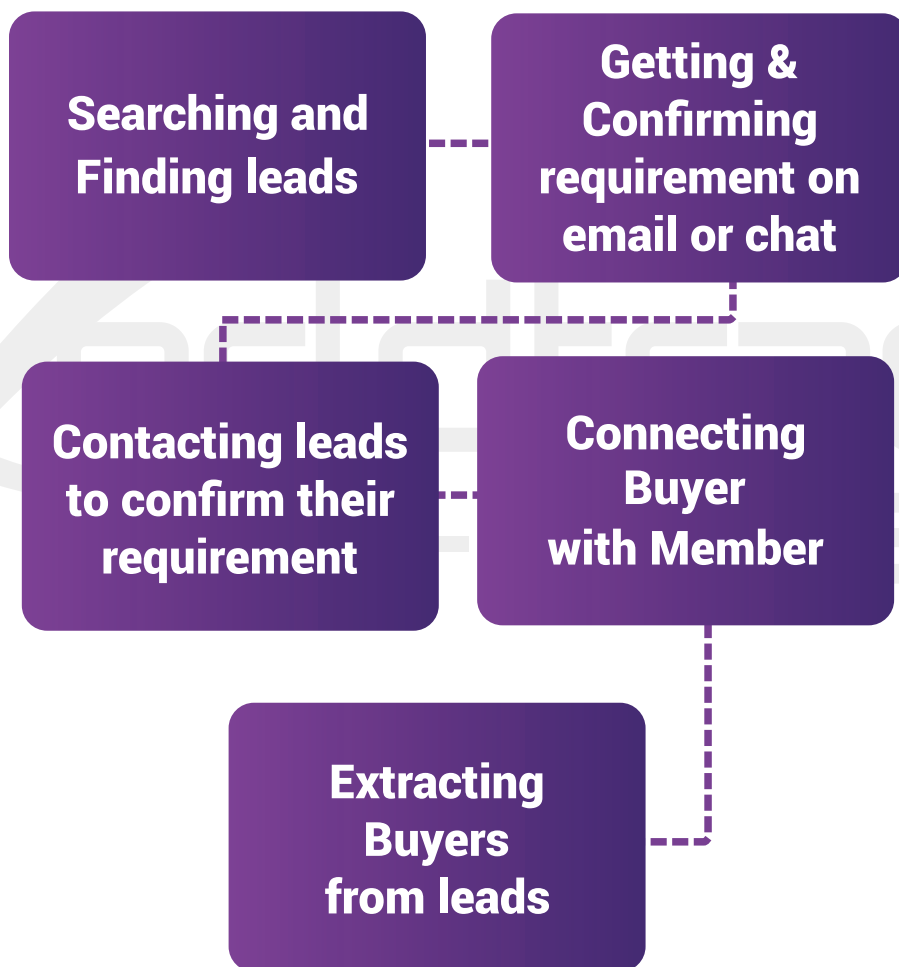 Searching and
Finding leads
Getting &
Confirming
requirement on
email or chat
Contacting leads
to confirm their
requirement
Connecting
Buyer
with Member
Extracting
Buyers
from leads